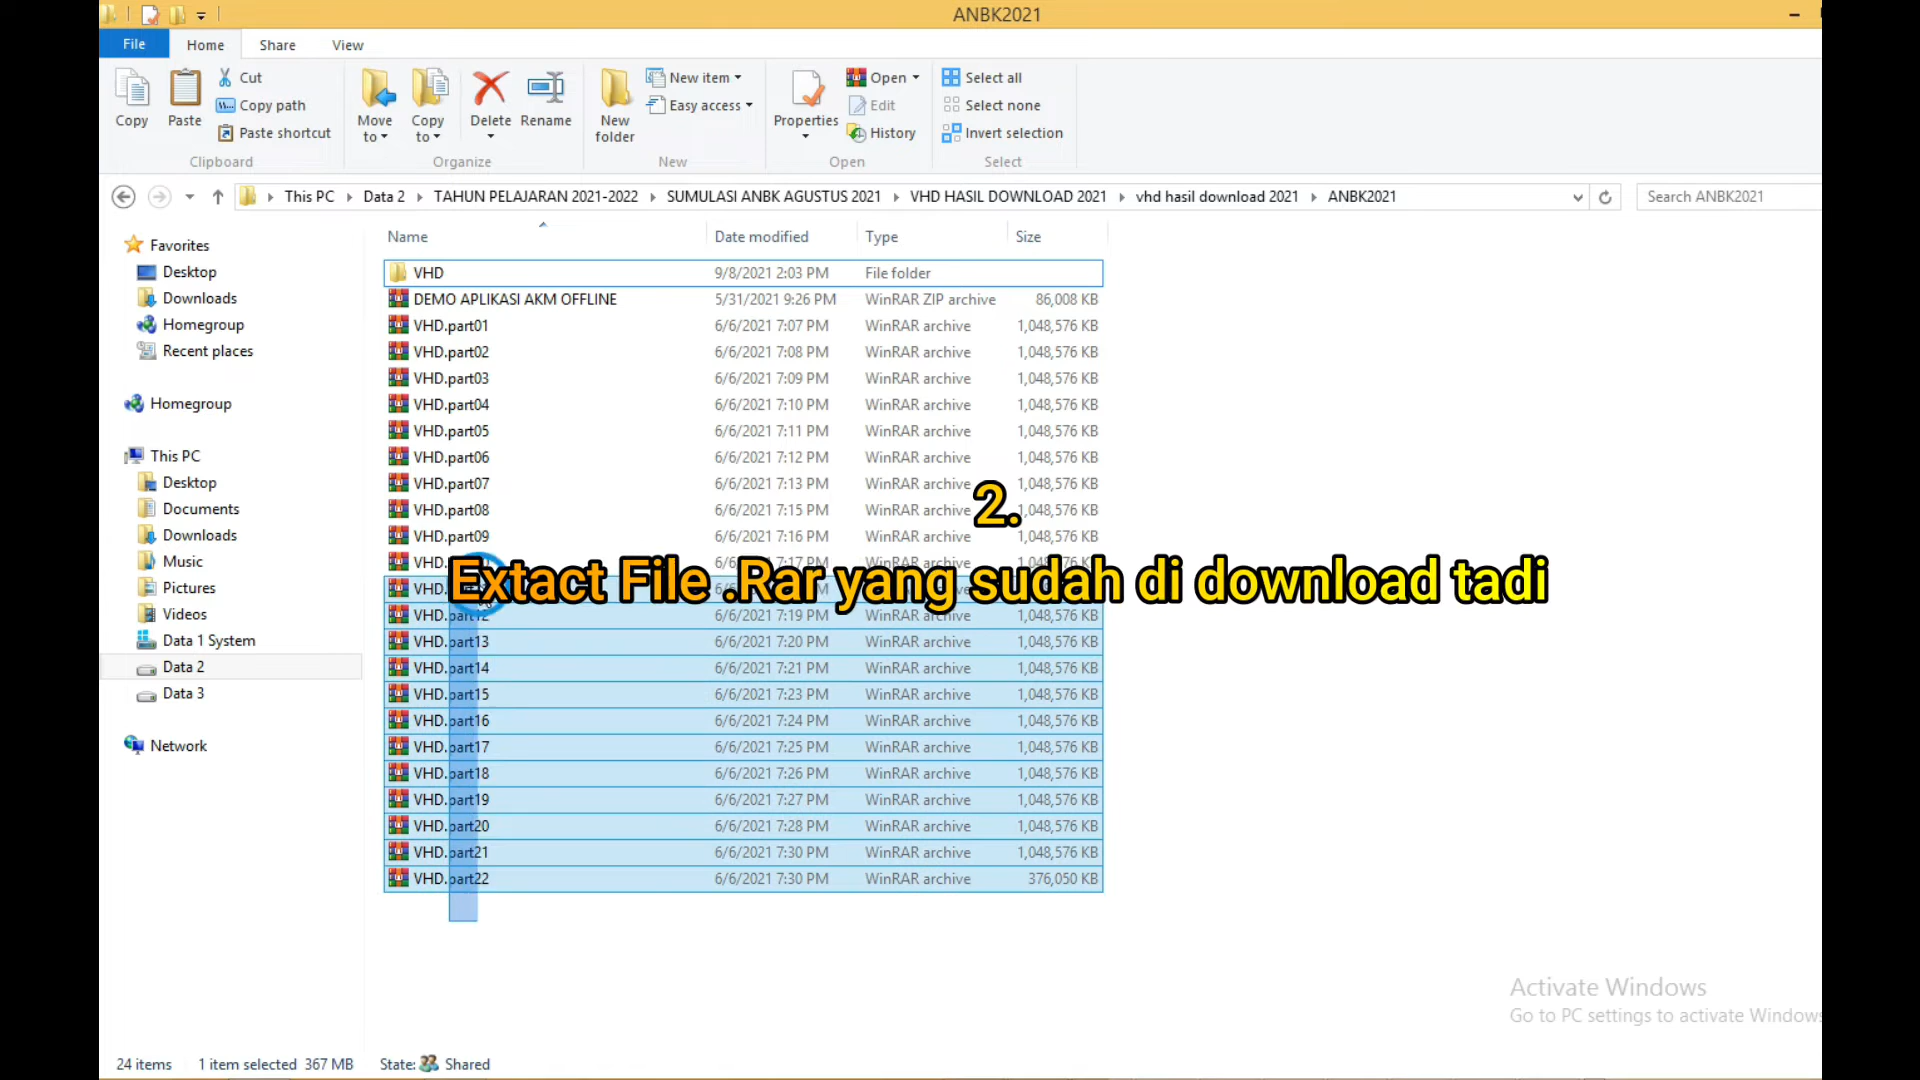 ANBK2021
File
Home
Share
View
Copy
Paste
Cut
Copy path
Paste shortcut
Clipboard
Move to
Copy to
Delete
Rename
Organize
New folder
New item
Easy access
New
Properties
Open
Edit
History
Open
Select all
Select none
Invert selection
Select
This PC
Data 2
TAHUN PELAJARAN 2021-2022
SUMULASI ANBK AGUSTUS 2021
VHD HASIL DOWNLOAD 2021
vhd hasil download 2021
ANBK2021
Search ANBK2021
Favorites
Desktop
Downloads
Homegroup
Recent places
Homegroup
This PC
Desktop
Documents
Downloads
Music
Pictures
Videos
Data 1 System
Data 2
Data 3
Network
Name Date modified Type Size
VHD 9/8/2021 2:03 PM File folder
DEMO APLIKASI AKM OFFLINE 5/31/2021 9:26 PM WinRAR ZIP archive 86,008 KB
VHD.part01 6/6/2021 7:07 PM WinRAR archive 1,048,576 KB
VHD.part02 6/6/2021 7:08 PM WinRAR archive 1,048,576 KB
VHD.part03 6/6/2021 7:09 PM WinRAR archive 1,048,576 KB
VHD.part04 6/6/2021 7:10 PM WinRAR archive 1,048,576 KB
VHD.part05 6/6/2021 7:11 PM WinRAR archive 1,048,576 KB
VHD.part06 6/6/2021 7:12 PM WinRAR archive 1,048,576 KB
VHD.part07 6/6/2021 7:13 PM WinRAR archive 1,048,576 KB
VHD.part08 6/6/2021 7:15 PM WinRAR archive 1,048,576 KB
VHD.part09 6/6/2021 7:16 PM WinRAR archive 1,048,576 KB
2.
Extact File .Rar yang sudah di download tadi
VHD.part12 6/6/2021 7:19 PM WinRAR archive 1,048,576 KB
VHD.part13 6/6/2021 7:20 PM WinRAR archive 1,048,576 KB
VHD.part14 6/6/2021 7:21 PM WinRAR archive 1,048,576 KB
VHD.part15 6/6/2021 7:23 PM WinRAR archive 1,048,576 KB
VHD.part16 6/6/2021 7:24 PM WinRAR archive 1,048,576 KB
VHD.part17 6/6/2021 7:25 PM WinRAR archive 1,048,576 KB
VHD.part18 6/6/2021 7:26 PM WinRAR archive 1,048,576 KB
VHD.part19 6/6/2021 7:27 PM WinRAR archive 1,048,576 KB
VHD.part20 6/6/2021 7:28 PM WinRAR archive 1,048,576 KB
VHD.part21 6/6/2021 7:30 PM WinRAR archive 1,048,576 KB
VHD.part22 6/6/2021 7:30 PM WinRAR archive 376,050 KB
Activate Windows
Go to PC settings to activate Windows
24 items 1 item selected 367 MB State: Shared